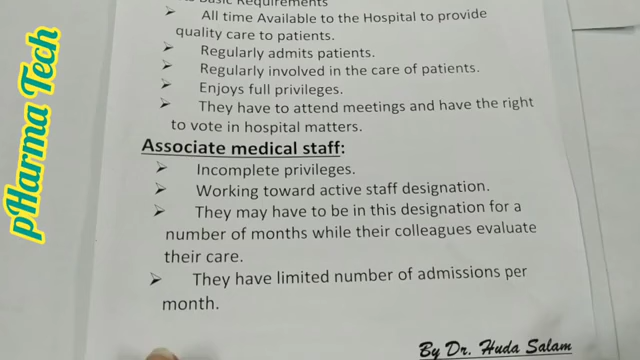 Basic Requirements
➤ All time Available to the Hospital to provide
quality care to patients.
➤ Regularly admits patients.
➤ Regularly involved in the care of patients.
➤ Enjoys full privileges.
➤ They have to attend meetings and have the right
to vote in hospital matters.
Associate medical staff:
➤ Incomplete privileges.
➤ Working toward active staff designation.
➤ They may have to be in this designation for a
number of months while their colleagues evaluate
their care.
➤ They have limited number of admissions per
month.
By Dr. Huda Salam
pHarma Tech